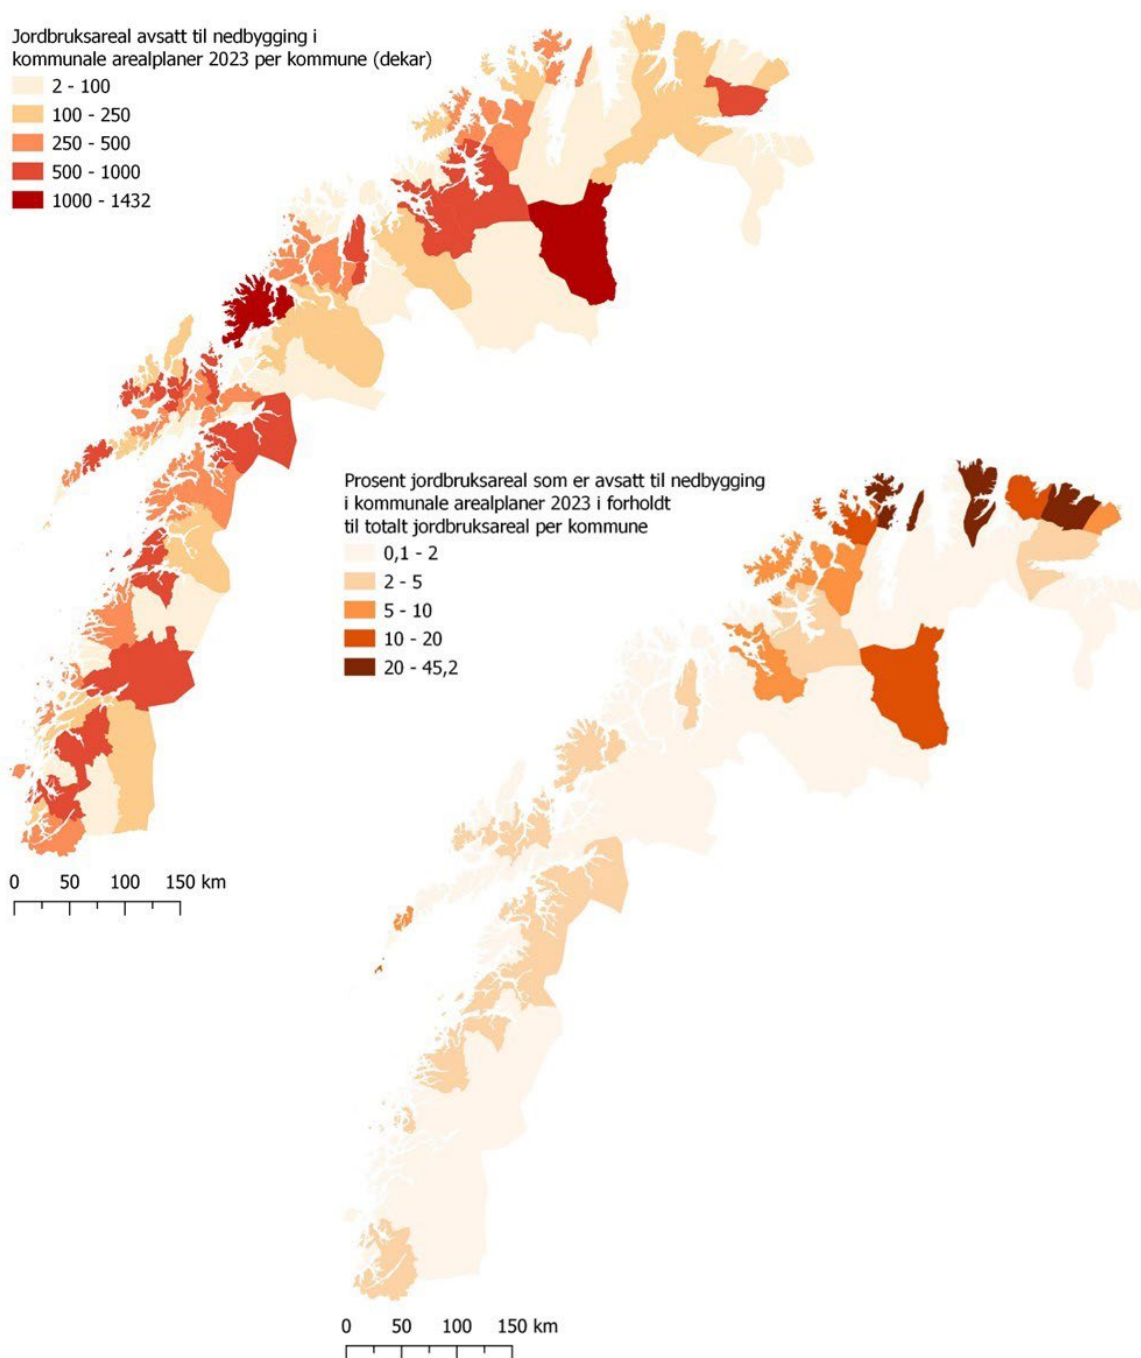 Jordbruksareal avsatt til nedbygging i
kommunale arealplaner 2023 per kommune (dekar)
2 - 100
100 - 250
250 - 500
500 - 1000
1000 - 1432
0 50 100 150 km
Prosent jordbruksareal som er avsatt til nedbygging
i kommunale arealplaner 2023 i forholdt
til totalt jordbruksareal per kommune
0,1 - 2
2 - 5
5 - 10
10 - 20
20 - 45,2
0 50 100 150 km